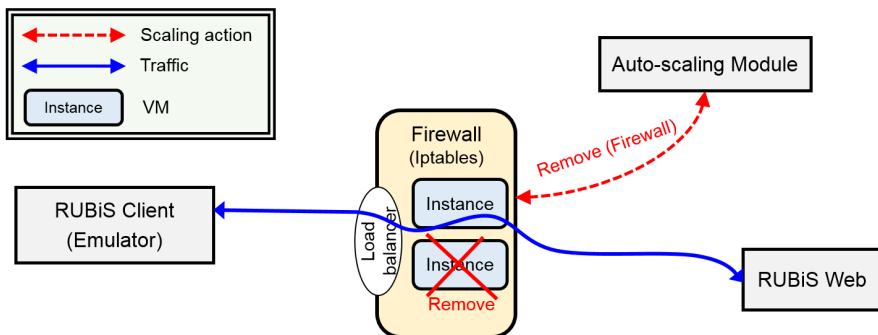 Scaling action
Traffic
Instance
VM
Auto-scaling Module
Firewall
(Iptables)
Remove (Firewall)
Instance
RUBiS Client
(Emulator)
Load
balancer
Instance
Remove
RUBiS Web